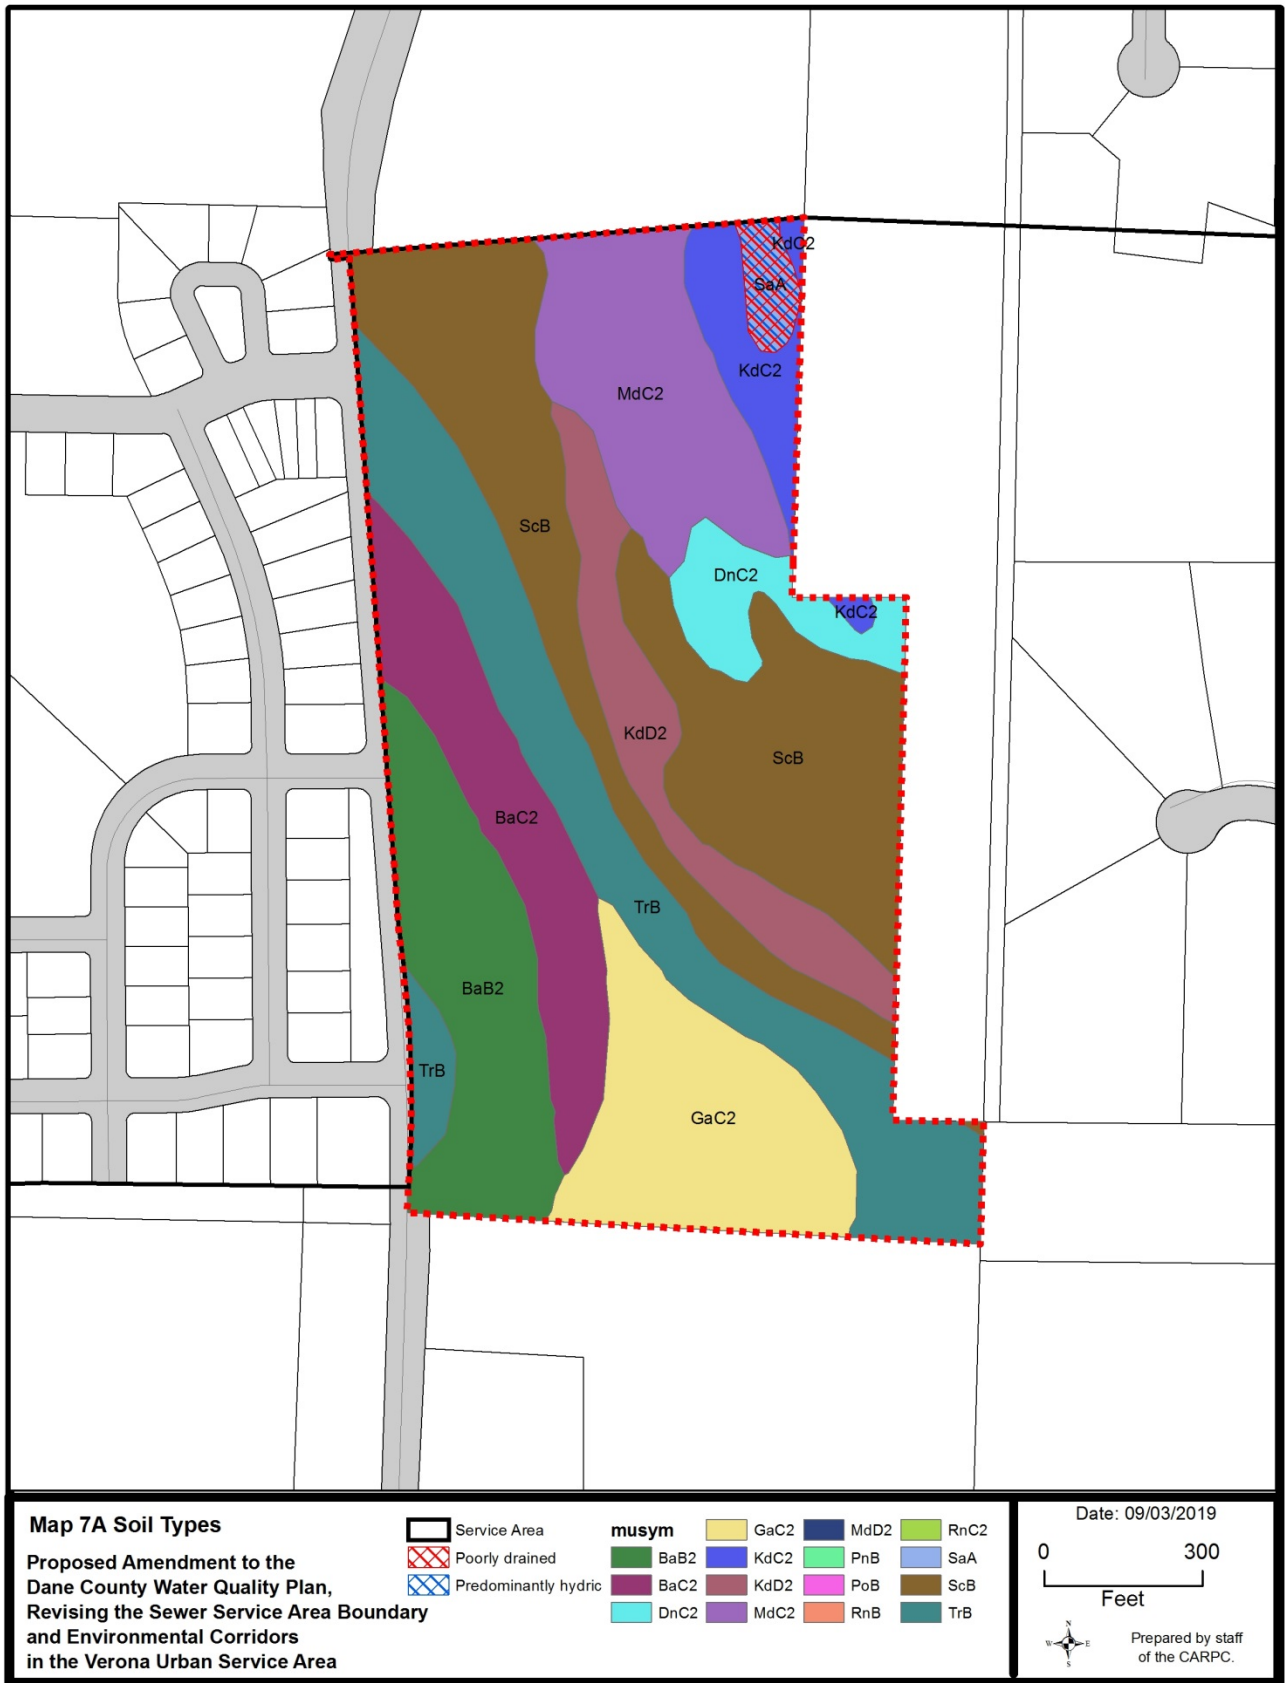 KdC2
SaA
KdC2
MdC2
ScB
DnC2
KdC2
KdD2
ScB
BaC2
TrB
BaB2
TrB
GaC2
Map 7A Soil Types
Proposed Amendment to the
Dane County Water Quality Plan,
Revising the Sewer Service Area Boundary
and Environmental Corridors
in the Verona Urban Service Area
Service Area
Poorly drained
Predominantly hydric
musym
BaB2
BaC2
DnC2
GaC2
KdC2
KdD2
MdC2
MdD2
PnB
PoB
RnB
RnC2
SaA
ScB
TrB
Date: 09/03/2019
0 300
Feet
N
W E
S
Prepared by staff
of the CARPC.